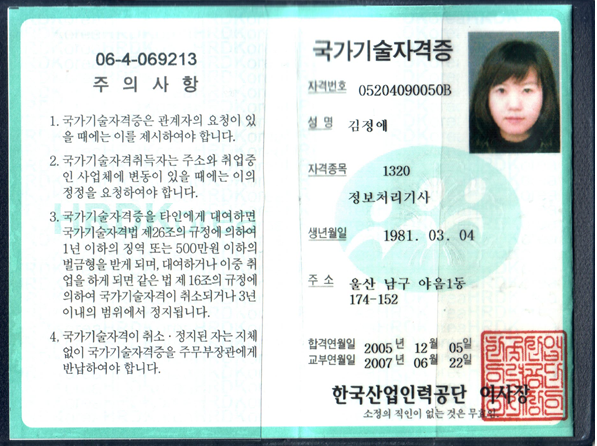 06-4-069213
주 의 사 항
1. 국가기술자격증은 관계자의 요청이 있
을 때에는 이를 제시하여야 합니다.
2. 국가기술자격취득자는 주소와 취업중
인 사업체에 변동이 있을 때에는 이의
정정을 요청하여야 합니다.
3. 국가기술자격증을 타인에게 대여하면
국가기술자격법 제26조의 규정에 의하여
1년 이하의 징역 또는 500만원 이하의
벌금형을 받게 되며, 대여하거나 이중 취
업을 하게 되면 같은 법 제 16조의 규정에
의하여 국가기술자격이 취소되거나 3년
이내의 범위에서 정지됩니다.
4. 국가기술자격이 취소 · 정지된 자는 지체
없이 국가기술자격증을 주무부장관에게
반납하여야 합니다.
국가기술자격증
자격번호 05204090050B
성 명 김정애
자격종목 1320
정보처리기사
생년월일 1981. 03. 04
주 소 울산 남구 야음1동
174-152
합격연월일 2005 년 12 월 05 일
교부연월일 2007 년 06 월 22 일
한국산업인력공단 이사장
소정의 직인이 없는 것은 무효임